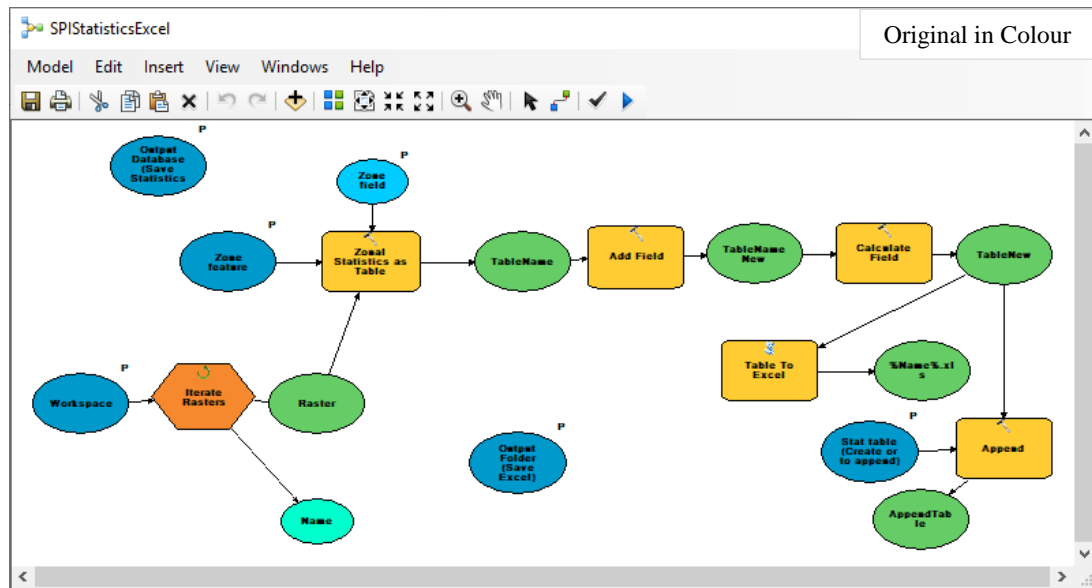 SPIStatisticsExcel
Original in Colour
Model Edit Insert View Windows Help
P
Output
Database
(Save
Statistics
P
Zone
field
P
Zone
feature
Zonal
Statistics as
Table
TableName
Add Field
TableName
New
Calculate
Field
TableNew
Table To
Excel
%Name%.xl
s
P
Workspace
Iterate
Rasters
Raster
P
Output
Folder
(Save
Excel)
P
Stat table
(Create or
to append)
Append
Name
AppendTab
le